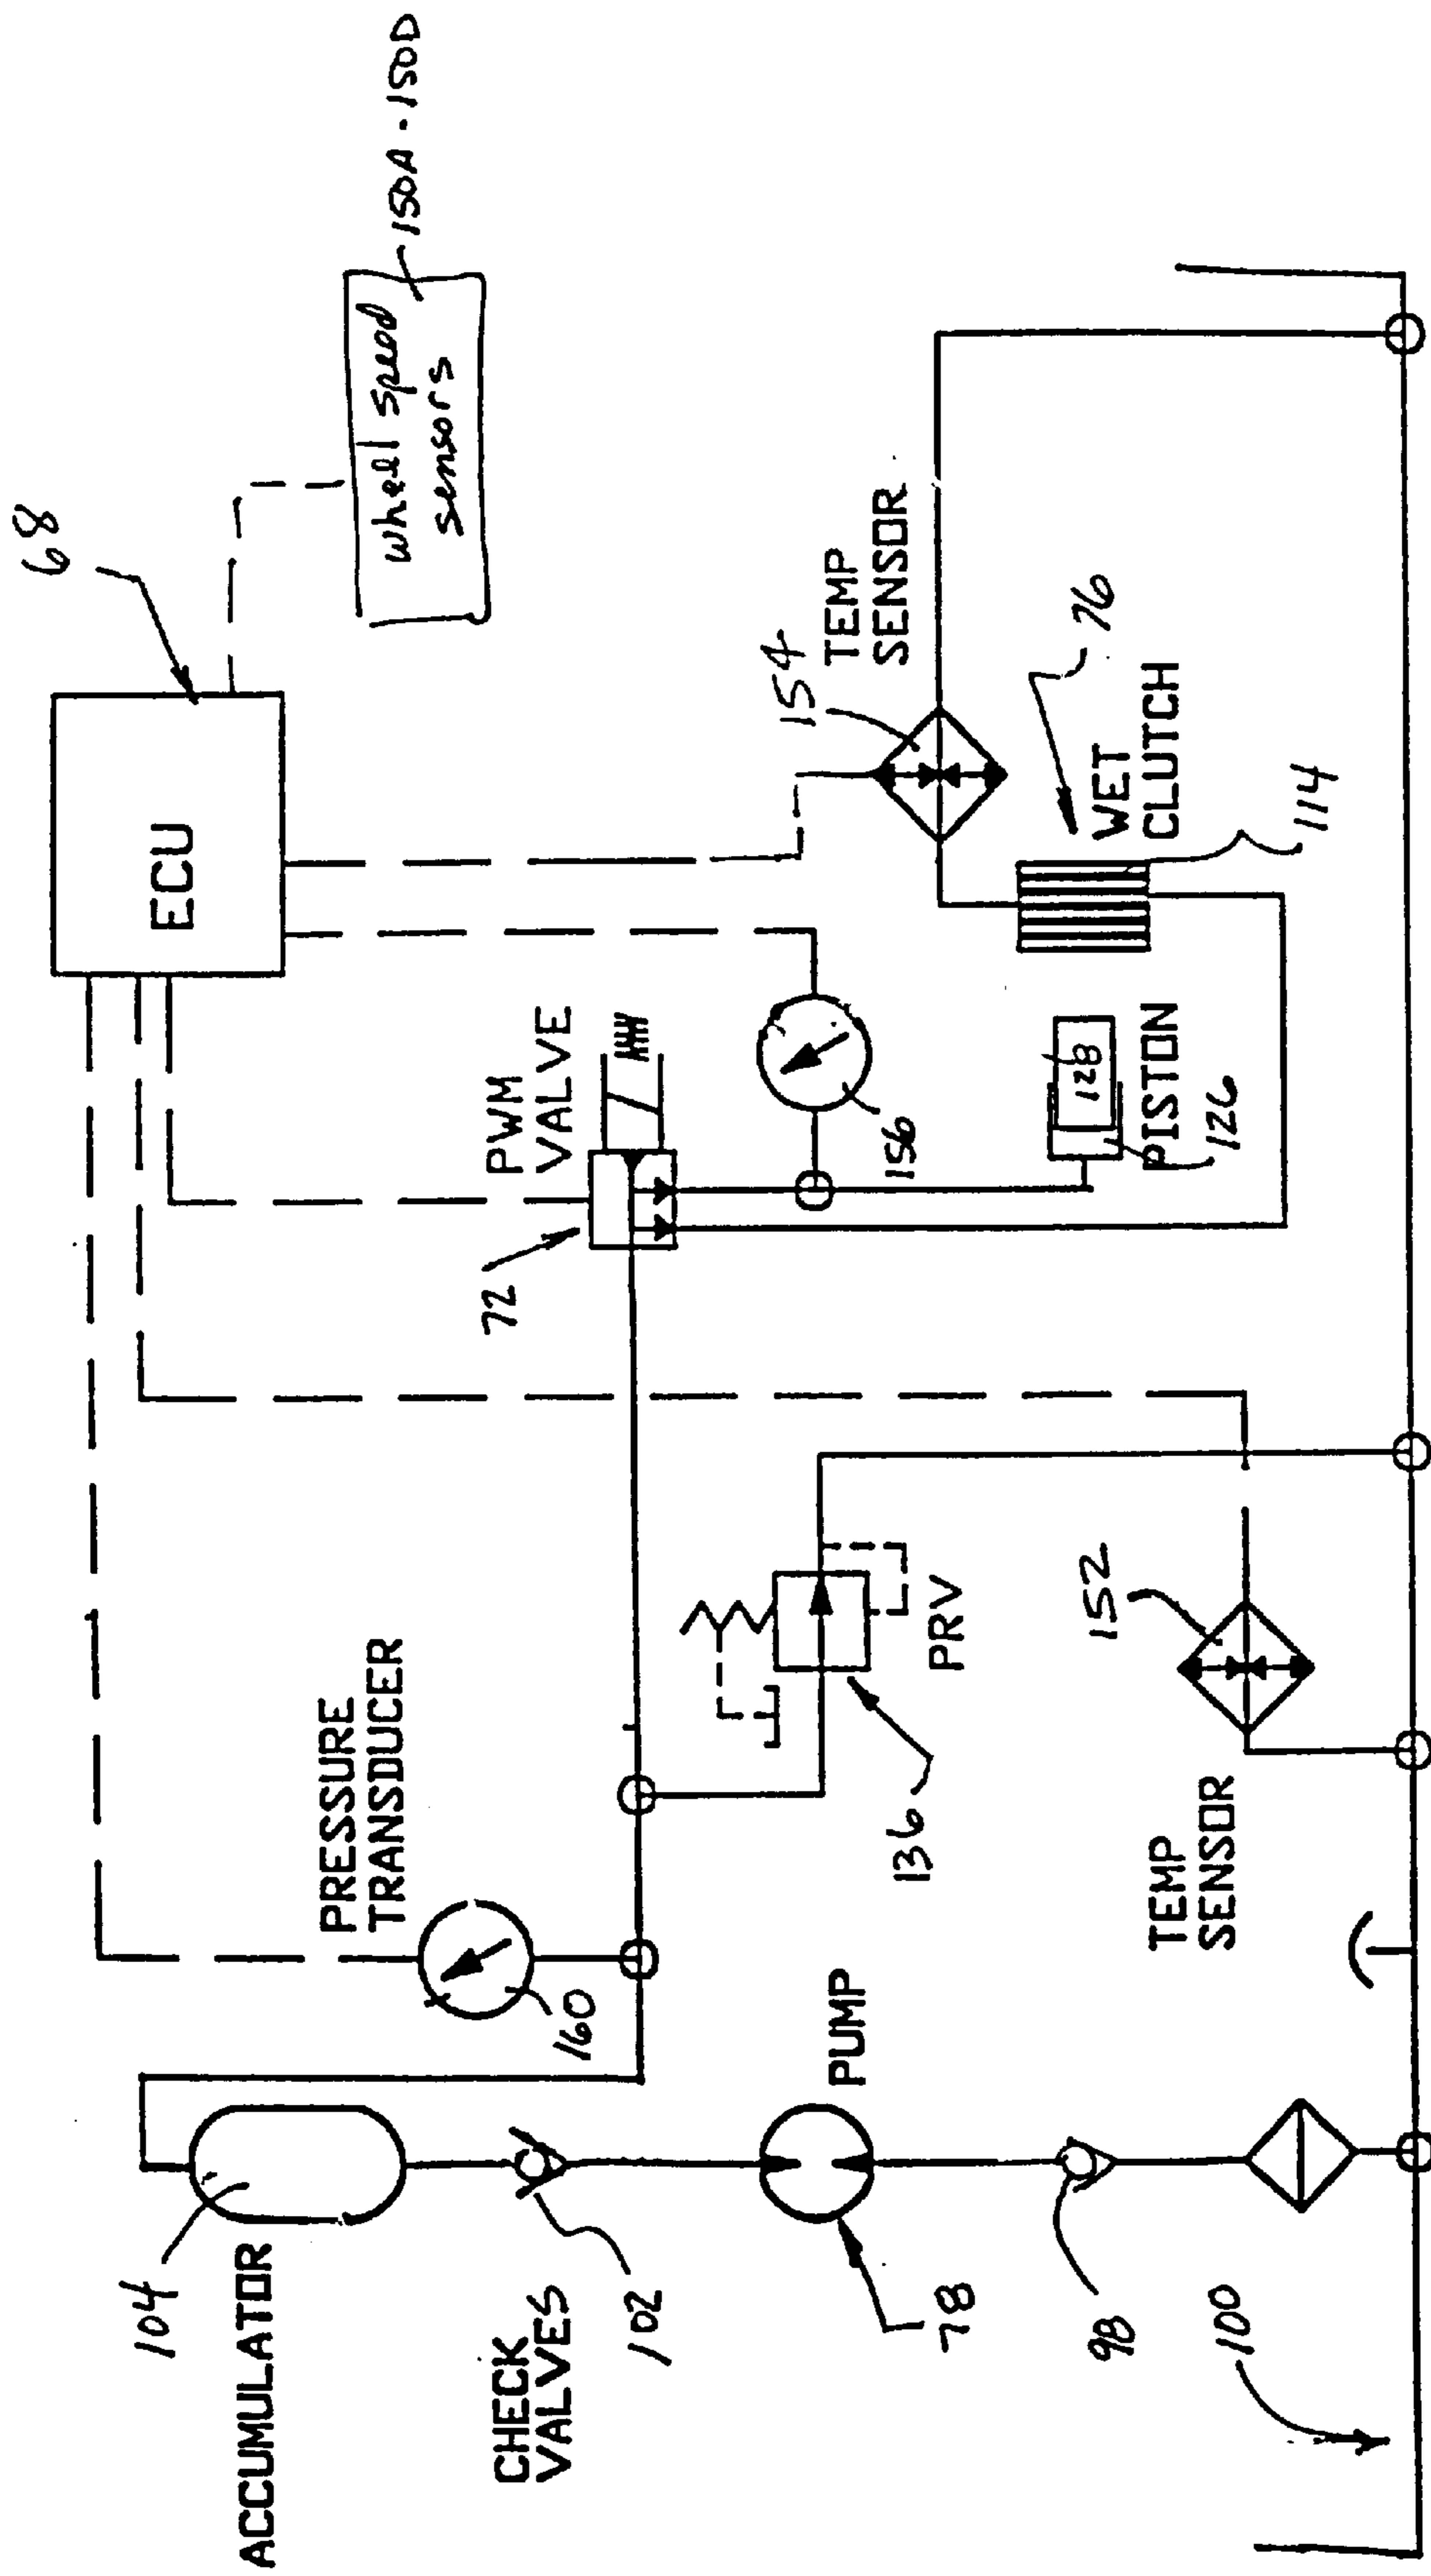 68
104
ECU
ACCUMULATOR
PRESSURE
TRANSDUCER
wheel speed
sensors
150A - 150D
CHECK
VALVES
72
PWM
VALVE
160
102
154
PUMP
TEMP
SENSOR
136
156
PRV
78
128
76
98
152
WET
CLUTCH
PISTON
TEMP
SENSOR
126
100
114